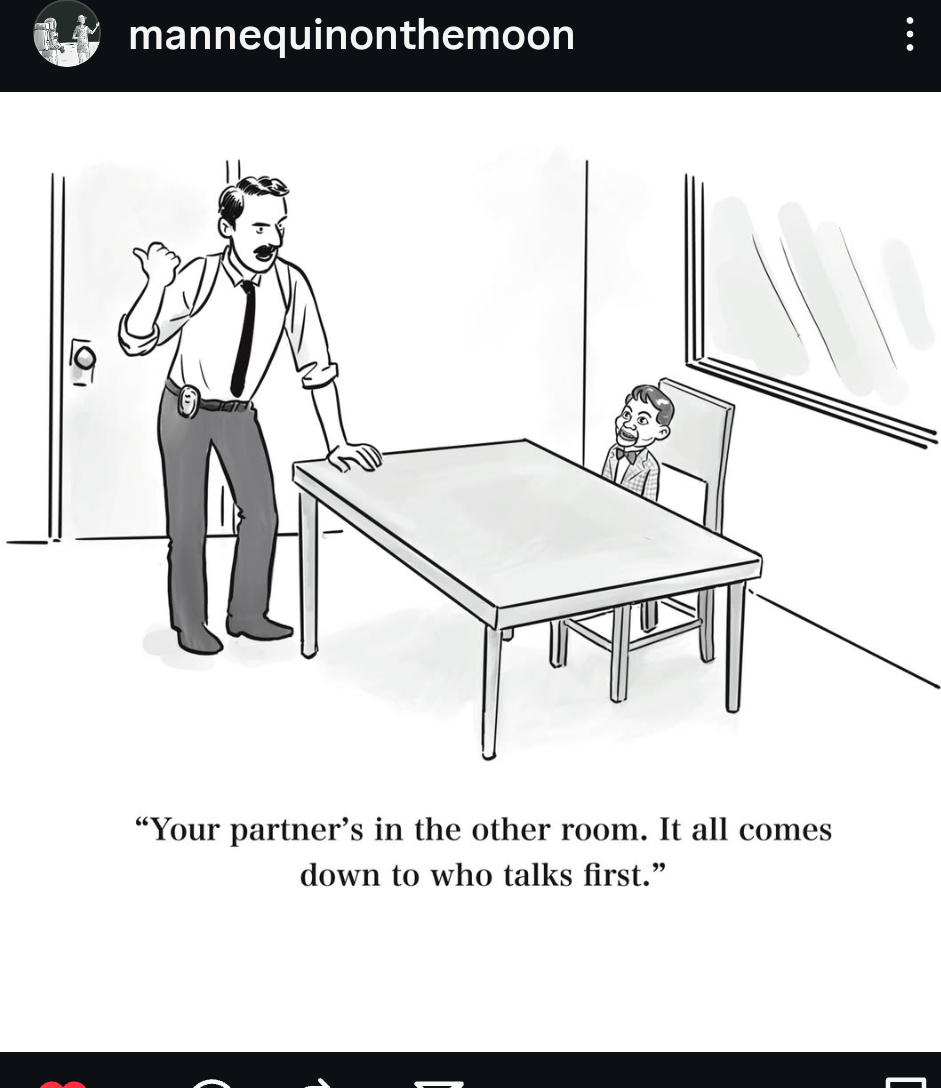 mannequinonthemoon
“Your partner’s in the other room. It all comes
down to who talks first.”